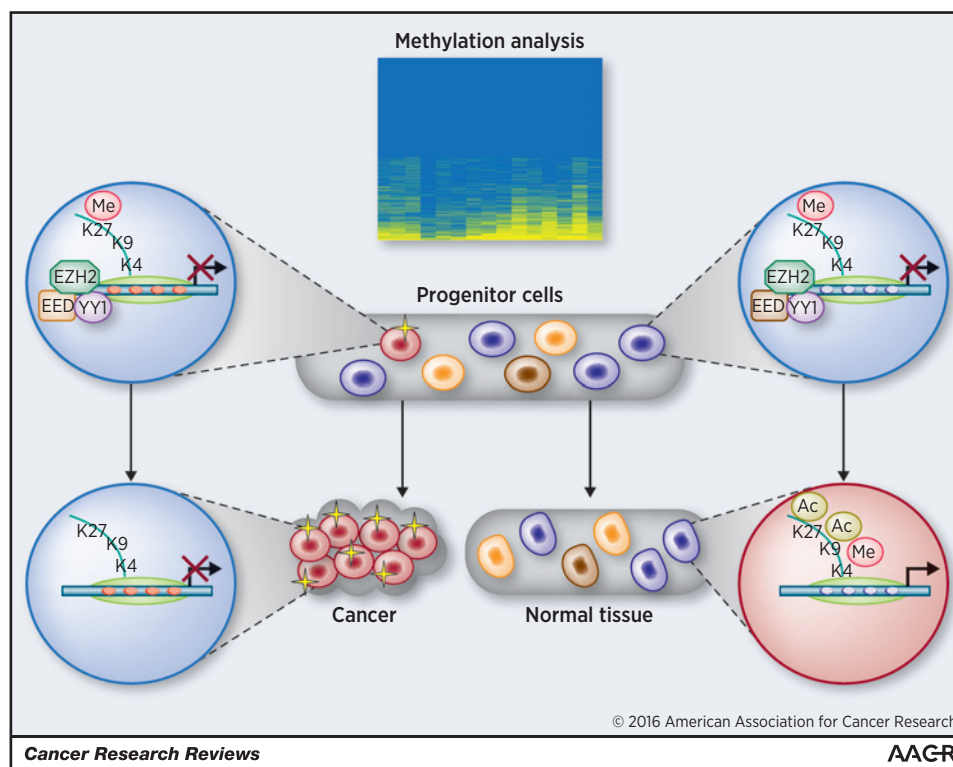 Methylation analysis
Me
K27
K9
K4
EZH2
EED
YY1
Progenitor cells
Me
K27
K9
K4
EZH2
EED
YY1
K27
K9
K4
Cancer
Normal tissue
Ac
K27
Ac
K9
Me
K4
© 2016 American Association for Cancer Research
Cancer Research Reviews
AACR